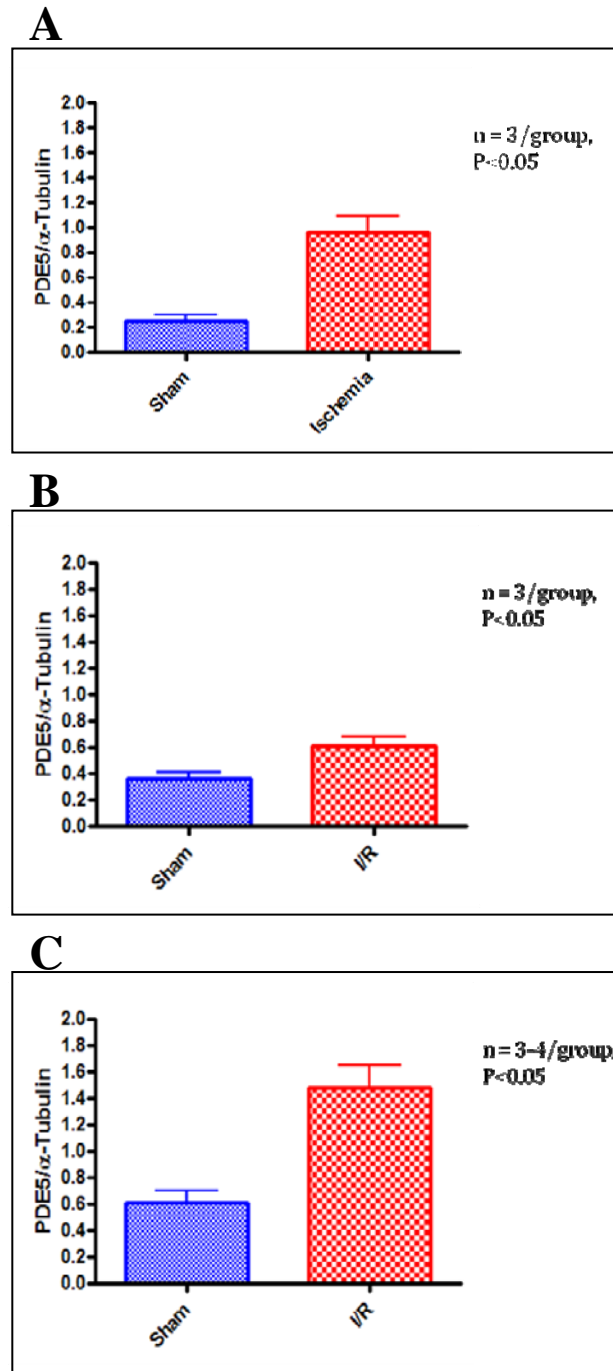 A
2.0
1.8
1.6
1.4
1.2
1.0
0.8
0.6
0.4
0.2
0.0
PDE5/α-Tubulin
Sham
Ischemia
n = 3/group,
P<0.05
B
2.0
1.8
1.6
1.4
1.2
1.0
0.8
0.6
0.4
0.2
0.0
PDE5/α-Tubulin
Sham
I/R
n = 3/group,
P<0.05
C
2.0
1.8
1.6
1.4
1.2
1.0
0.8
0.6
0.4
0.2
0.0
PDE5/α-Tubulin
Sham
I/R
n = 3-4/group,
P<0.05